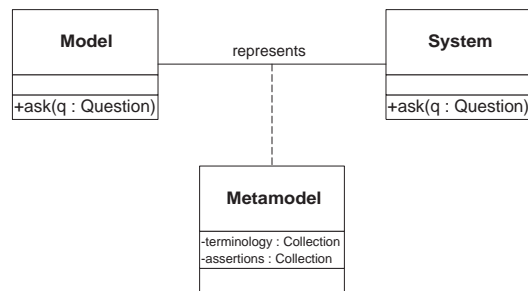 Model
represents
System
+ask(q : Question)
+ask(q : Question)
Metamodel
-terminology : Collection
-assertions : Collection